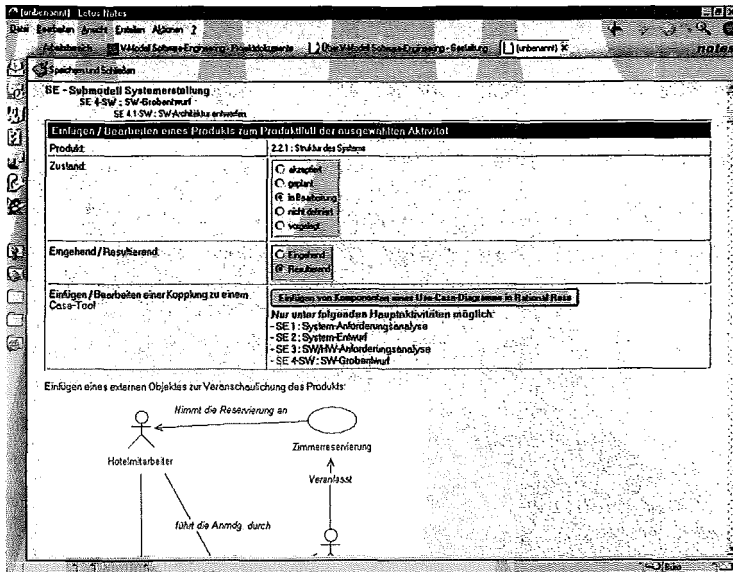 (unbenannt) Lotus Notes
Datei Bearbeiten Ansicht Erstellen Aktionen ?
Arbeitsbereich V-Modell Software-Engineering - Projektdokumente Über V-Modell Software-Engineering - Gestaltung (unbenannt) X notes
Speichern und Schließen
SE - Submodell Systemerstellung
SE 4-SW : SW-Grobentwurf
SE 4.1-SW : SW-Architektur entwerfen
Einfügen / Bearbeiten eines Produkts zum Produktfluß der ausgewählten Aktivität
Produkt: 2.2.1 : Struktur des Systems
Zustand: akzeptiert
geplant
in Bearbeitung
nicht definiert
vorgelegt
Eingehend / Resultierend: Eingehend
Resultierend
Einfügen / Bearbeiten einer Kopplung zu einem Case-Tool
Einfügen von Komponenten eines Use-Case-Diagramms in Rational Rose
Nur unter folgenden Hauptaktivitäten möglich:
- SE 1 : System-Anforderungsanalyse
- SE 2 : System-Entwurf
- SE 3 : SW/HW-Anforderungsanalyse
- SE 4-SW : SW-Grobentwurf
Einfügen eines externen Objektes zur Veranschaulichung des Produkts:
Nimmt die Reservierung an
Zimmerreservierung
Hotelmitarbeiter
Veranlasst
führt die Anmdg. durch
Büro